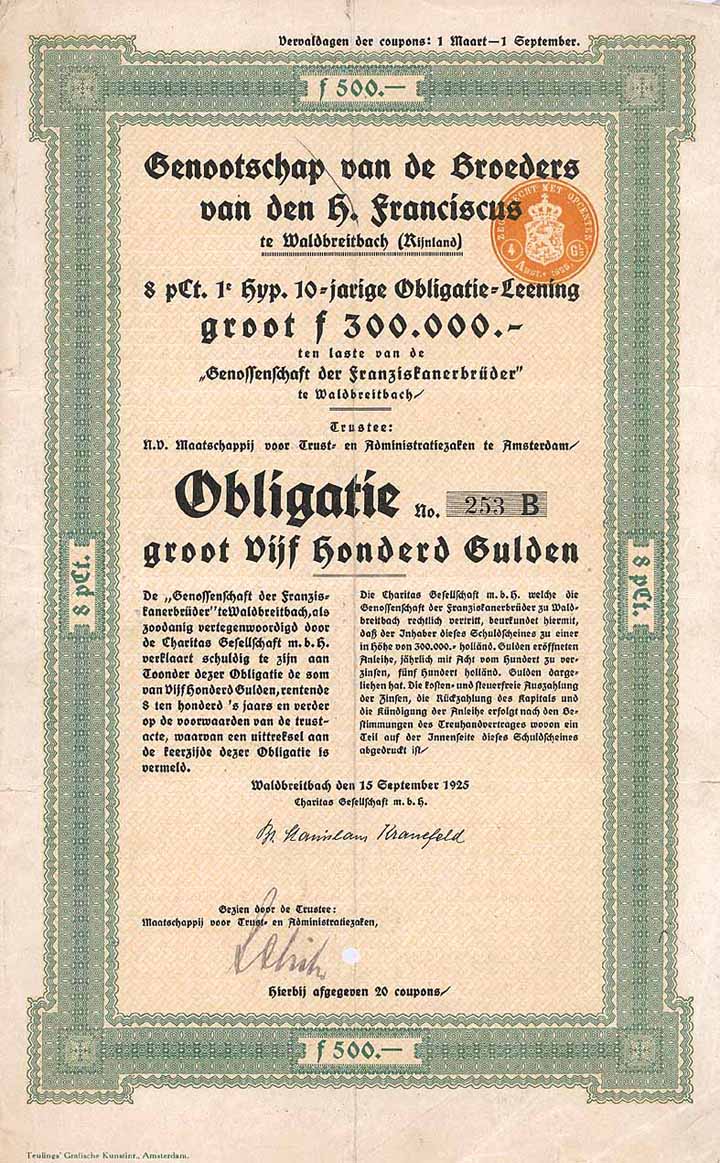 Vervaldagen der coupons: 1 Maart—1 September.
f 500.—
Genootschap van de Broeders
van den H. Franciscus
te Waldbreitbach (Rijnland)
ZEGELRECHT MET OPCENTEN
4 GLD
8 pCt. 1e Hyp. 10-jarige Obligatie-Leening
groot f 300.000.-
ten laste van de
„Genossenschaft der Franziskanerbrüder"
te Waldbreitbach
Trustee:
N.V. Maatschappij voor Trust- en Administratiezaken te Amsterdam
Obligatie No. 253 B
groot Vijf Honderd Gulden
8 pCt.
8 pCt.
De „Genossenschaft der Franzis-
kanerbrüder" te Waldbreitbach, als
zoodanig vertegenwoordigd door
de Charitas Gesellschaft m. b. H.
verklaart schuldig te zijn aan
Toonder dezer Obligatie de som
van Vijf Honderd Gulden, rentende
8 ten honderd 's jaars en verder
op de voorwaarden van de trust-
acte, waarvan een uittreksel aan
de keerzijde dezer Obligatie is
vermeld.
Die Charitas Gesellschaft m. b. H. welche die
Genossenschaft der Franziskanerbrüder zu Wald-
breitbach rechtlich vertritt, beurkundet hiermit,
daß der Inhaber dieses Schuldscheines zu einer
in Höhe von 300.000.- holländ. Gulden eröffneten
Anleihe, jährlich mit Acht vom Hundert zu ver-
zinsen, fünf Hundert holländ. Gulden darge-
liehen hat. Die kosten- und steuerfreie Auszahlung
der Zinsen, die Rückzahlung des Kapitals und
die Kündigung der Anleihe erfolgt nach den Be-
stimmungen des Treuhandvertrages wovon ein
Teil auf der Innenseite dieses Schuldscheines
abgedruckt ist
Waldbreitbach den 15 September 1925
Charitas Gesellschaft m. b. H.
Br. Stanislaus Kranefeld
Gezien door de Trustee:
Maatschappij voor Trust- en Administratiezaken,
Hierbij afgegeven 20 coupons
f 500.—
Teulings' Grafische Kunstinr., Amsterdam.